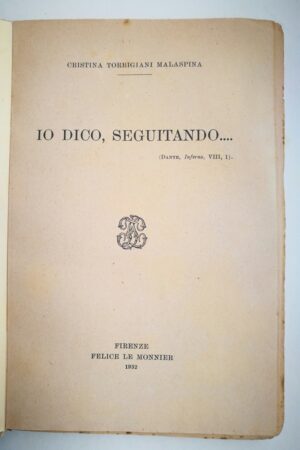 CRISTINA TORRIGIANI MALASPINA
IO DICO, SEGUITANDO....
(DANTE, Inferno, VIII, 1).
FIRENZE
FELICE LE MONNIER
1932